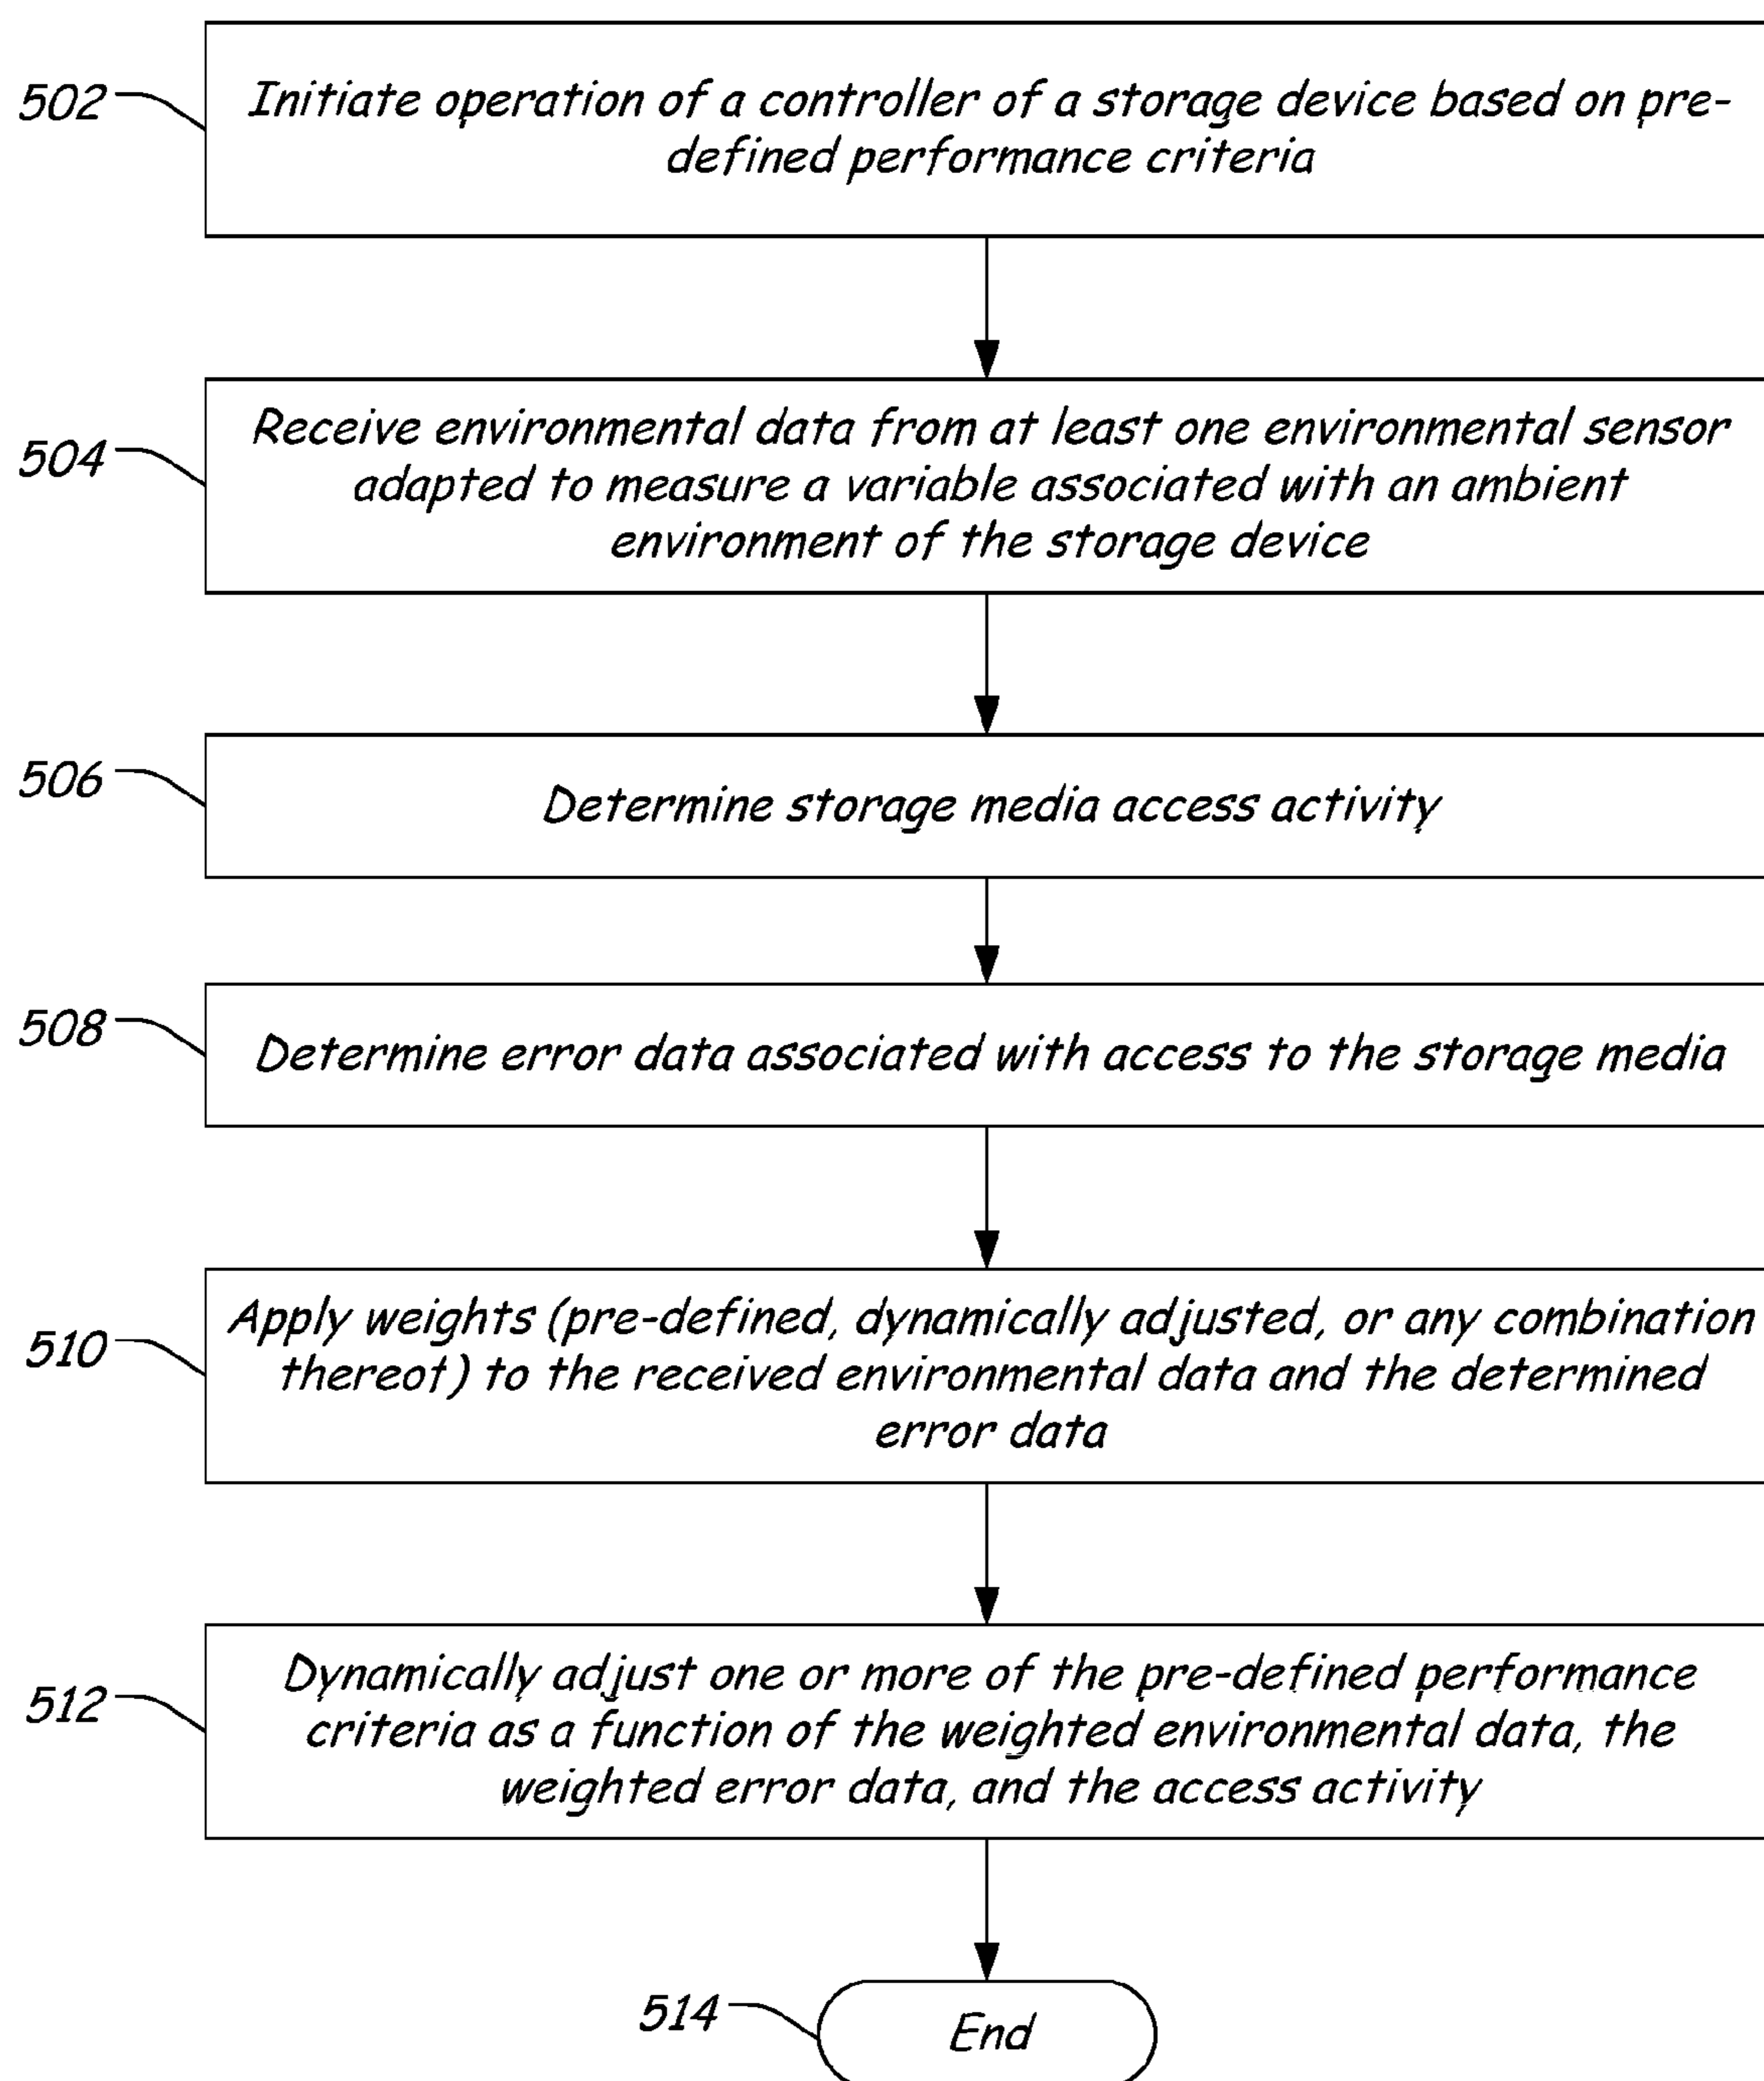 502
Initiate operation of a controller of a storage device based on pre-
defined performance criteria
504
Receive environmental data from at least one environmental sensor
adapted to measure a variable associated with an ambient
environment of the storage device
506
Determine storage media access activity
508
Determine error data associated with access to the storage media
510
Apply weights (pre-defined, dynamically adjusted, or any combination
thereof) to the received environmental data and the determined
error data
512
Dynamically adjust one or more of the pre-defined performance
criteria as a function of the weighted environmental data, the
weighted error data, and the access activity
514
End